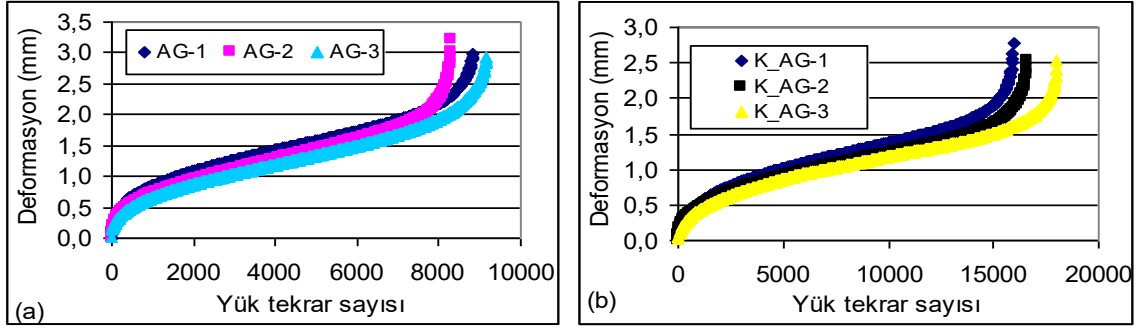 3,5
3,0
2,5
2,0
1,5
1,0
0,5
0,0
Deformasyon (mm)
AG-1 AG-2 AG-3
0 2000 4000 6000 8000 10000
Yük tekrar sayısı
(a)
3.0
2.5
2.0
1.5
1.0
0.5
0.0
Deformasyon (mm)
K_AG-1
K_AG-2
K_AG-3
0 5000 10000 15000 20000
Yük tekrar sayısı
(b)